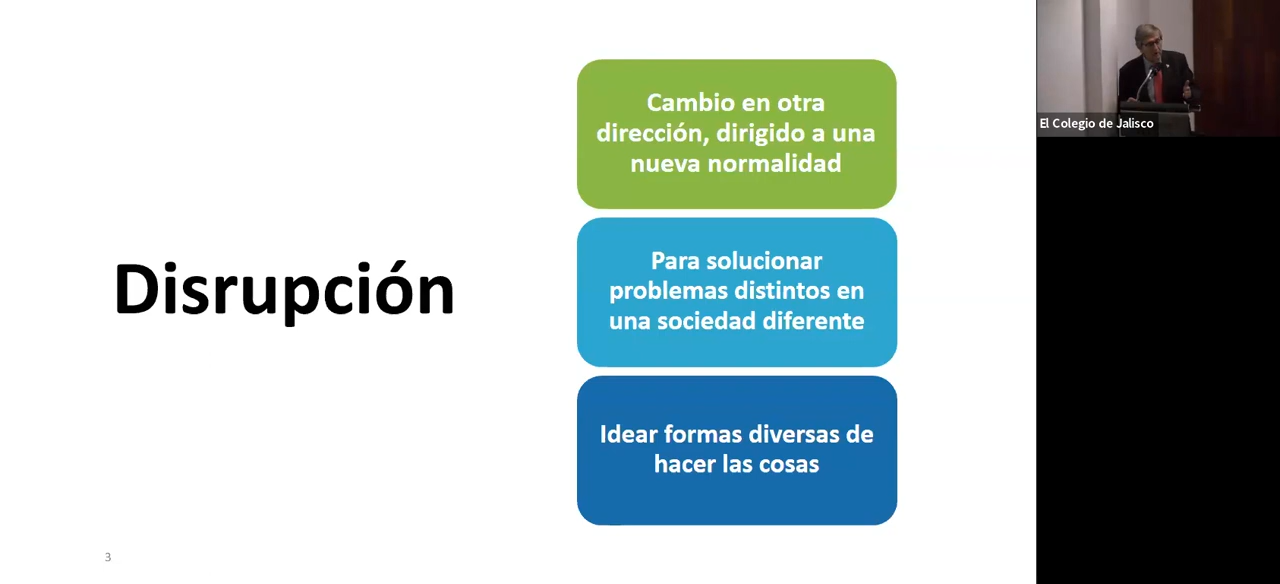 Disrupción
Cambio en otra
dirección, dirigido a una
nueva normalidad
Para solucionar
problemas distintos en
una sociedad diferente
Idear formas diversas de
hacer las cosas
3
El Colegio de Jalisco